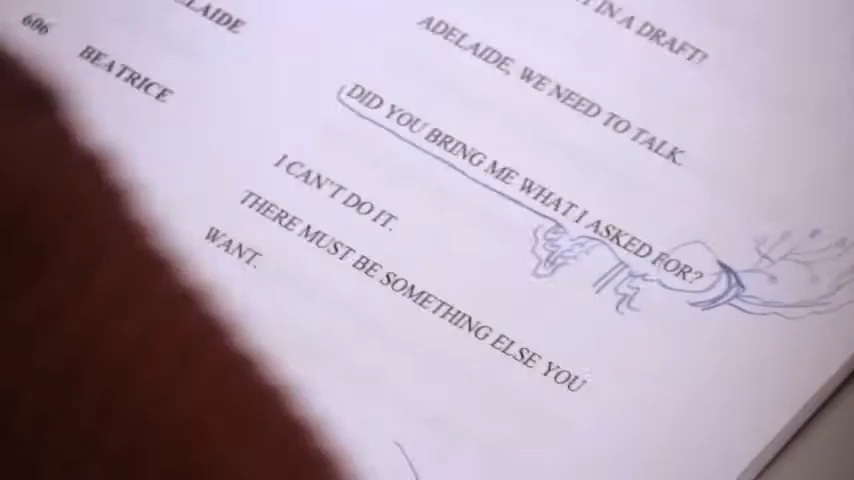 IN A DRAFT!
606
ADELAIDE, WE NEED TO TALK.
BEATRICE
DID YOU BRING ME WHAT I ASKED FOR?
I CAN'T DO IT.
THERE MUST BE SOMETHING ELSE YOU
WANT.